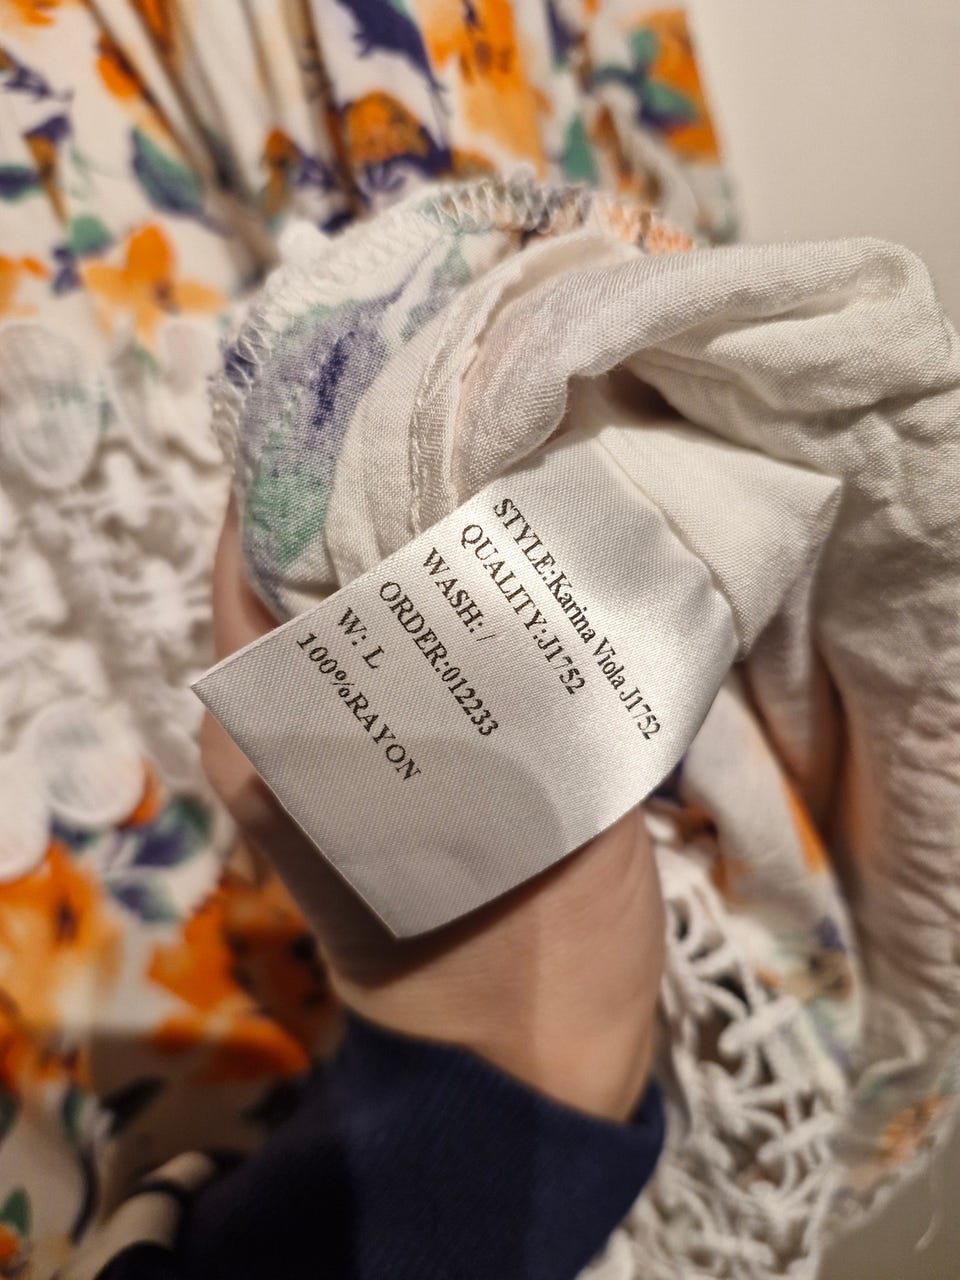 STYLE:Karina Viola J1752
QUALITY:J1752
WASH: /
ORDER:012233
W: L
100%RAYON